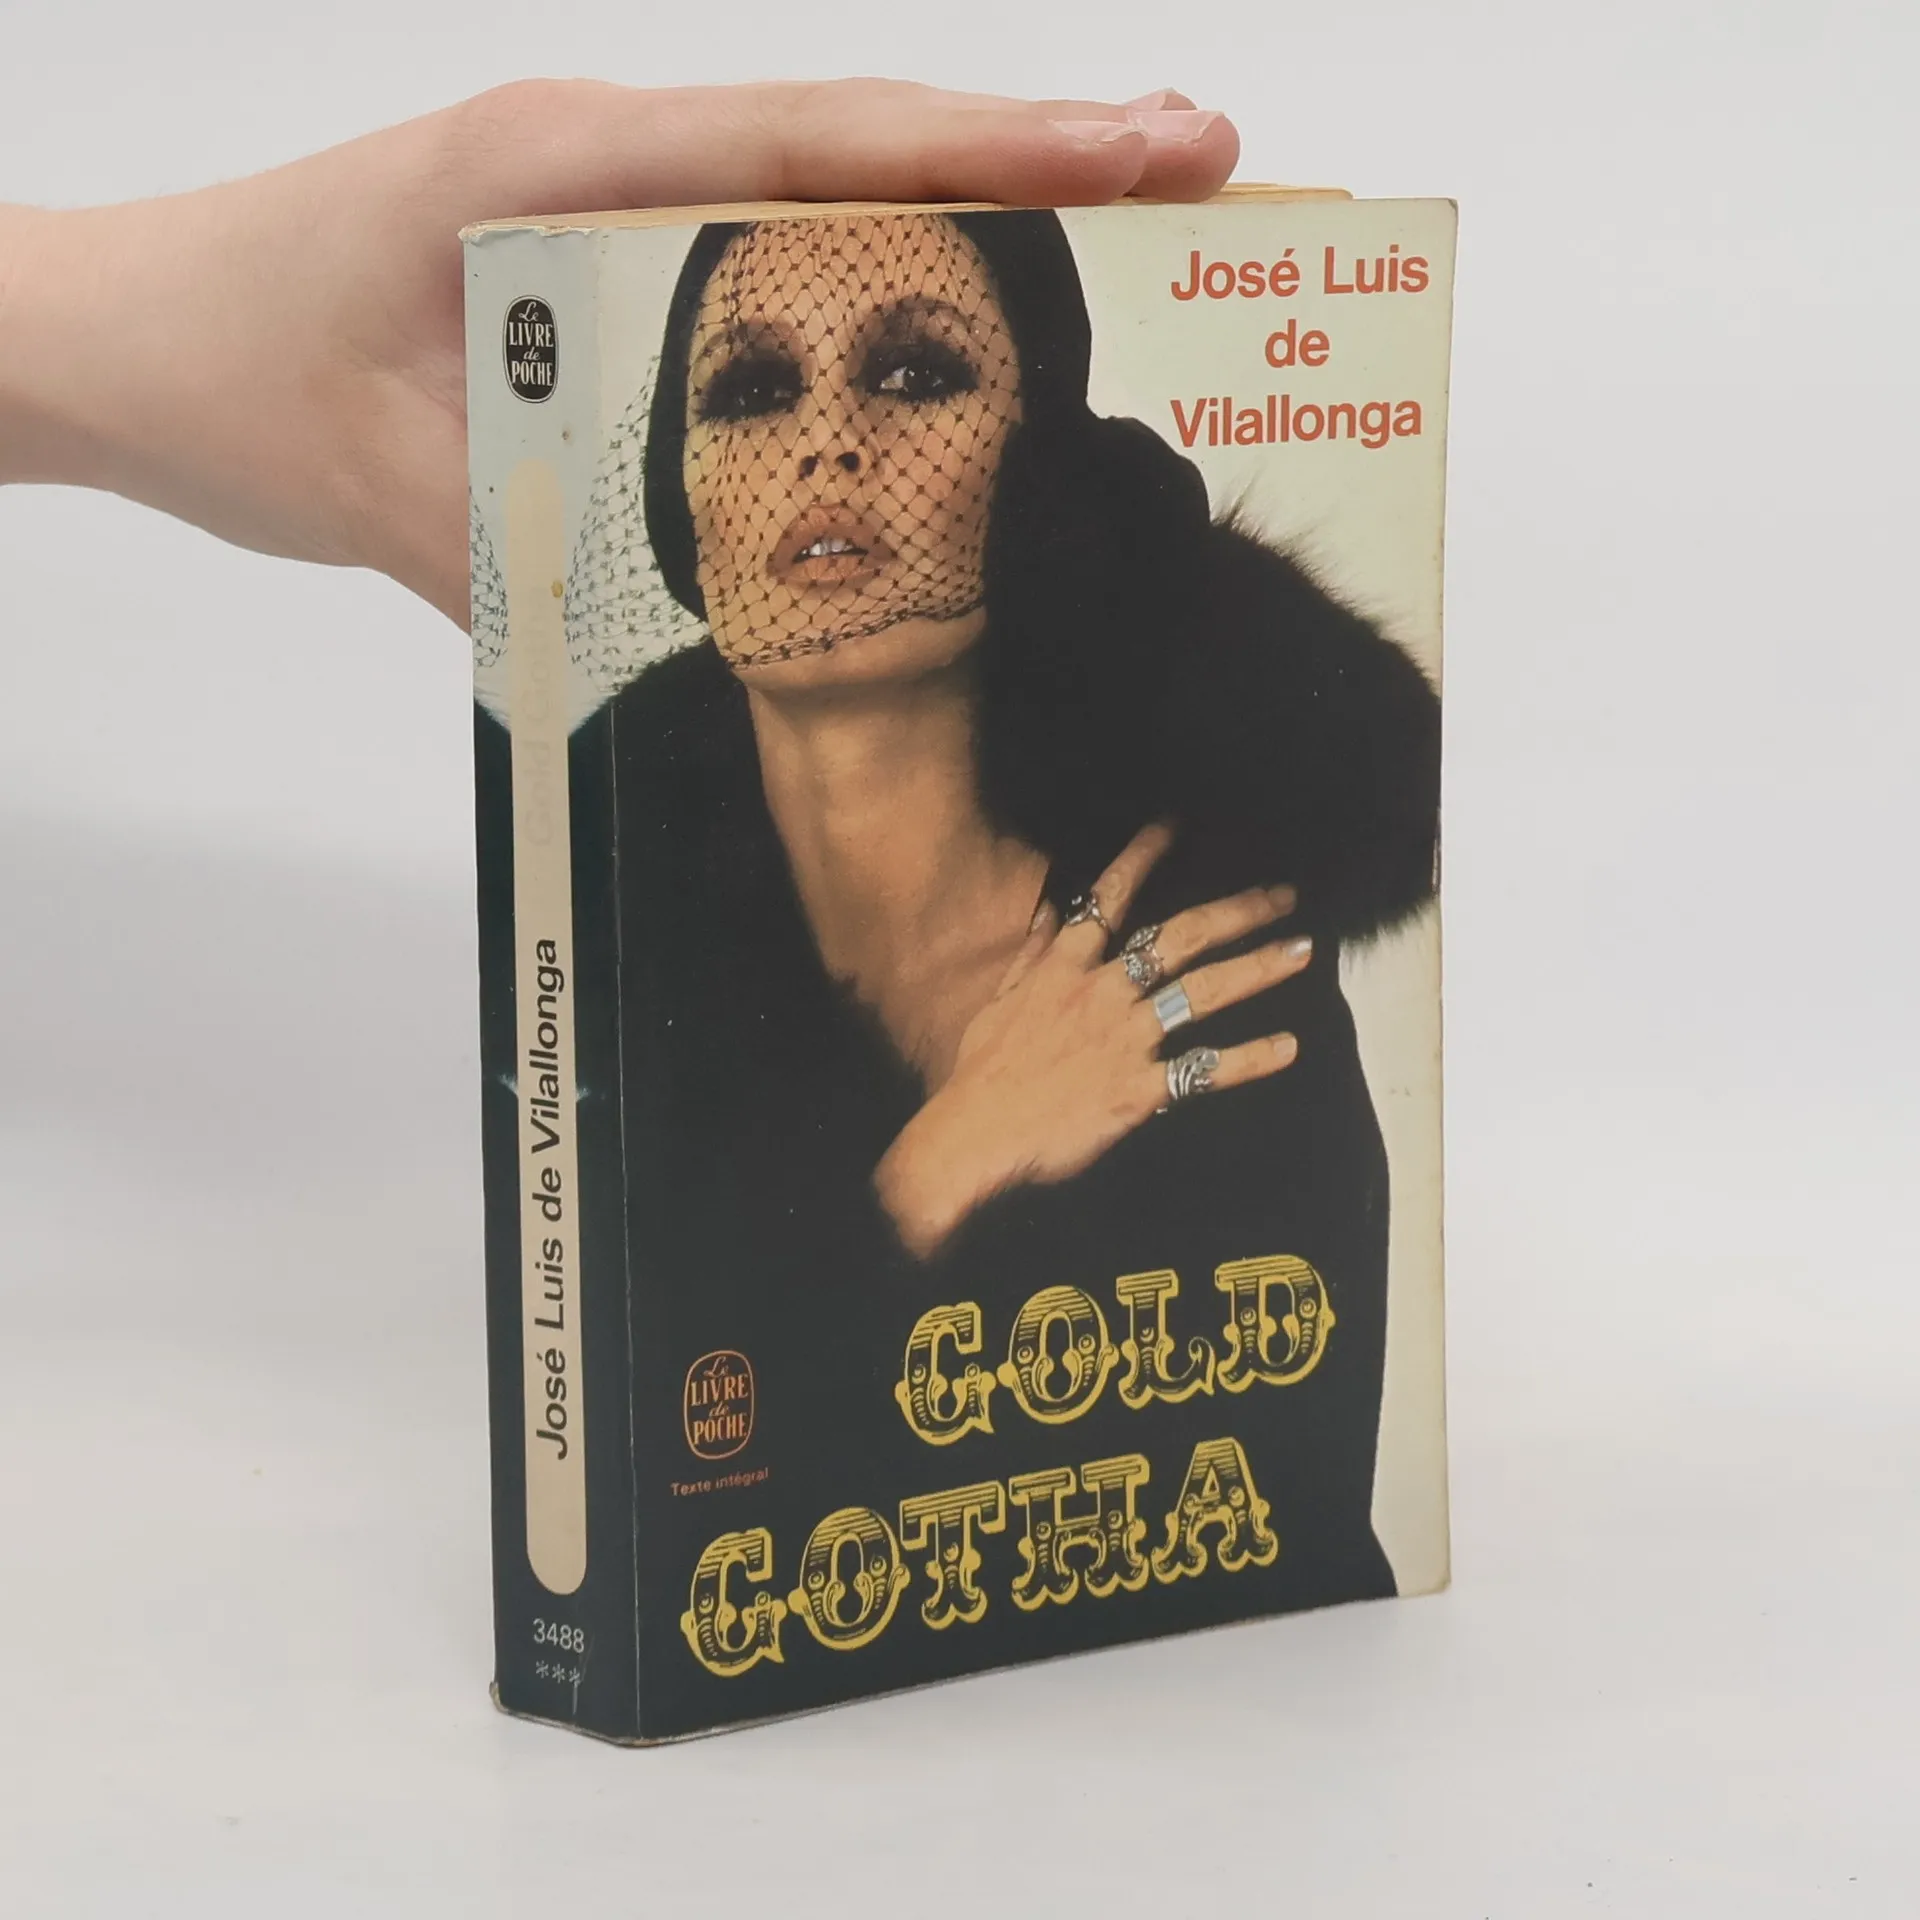 José Luis
de
Vilallonga
GOLD
GOTHA
Le
LIVRE
de
POCHE
Texte intégral
Le
LIVRE
de
POCHE
José Luis de Vilallonga Gold Gotha
3488
***